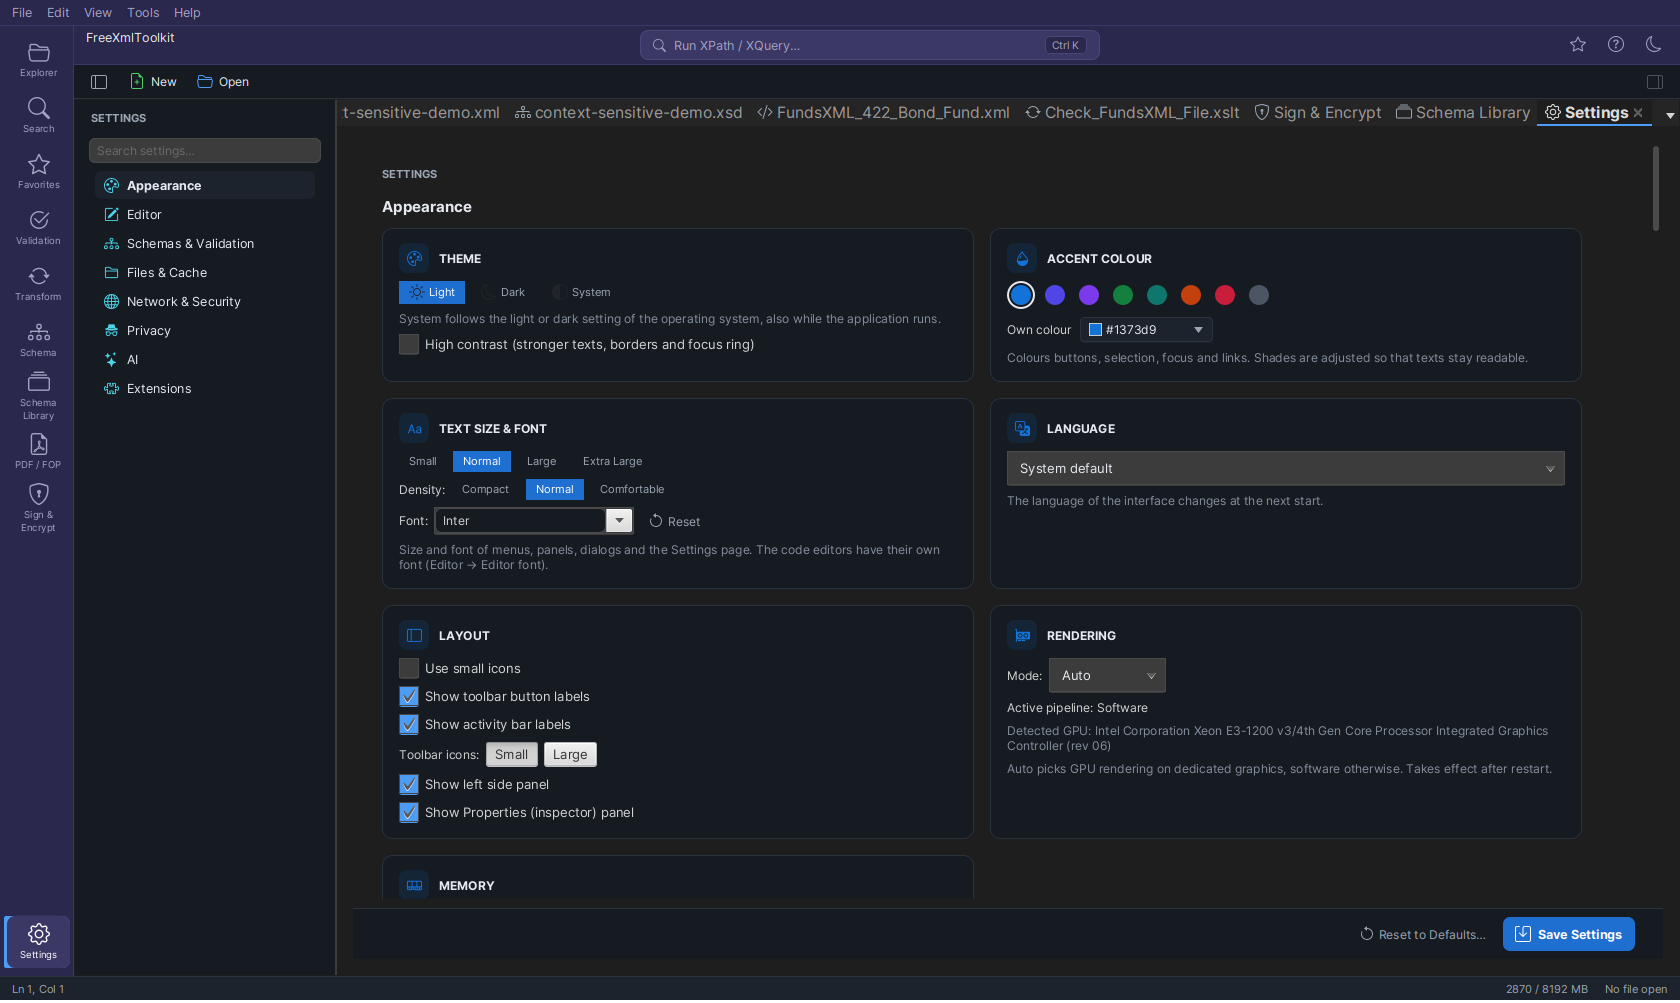 File Edit View Tools Help
FreeXmlToolkit
Run XPath / XQuery... Ctrl K
New Open
Explorer
Search
Favorites
Validation
Transform
Schema
Schema
Library
PDF / FOP
Sign &
Encrypt
Settings
SETTINGS
Search settings...
Appearance
Editor
Schemas & Validation
Files & Cache
Network & Security
Privacy
AI
Extensions
t-sensitive-demo.xml context-sensitive-demo.xsd FundsXML_422_Bond_Fund.xml Check_FundsXML_File.xslt Sign & Encrypt Schema Library Settings
SETTINGS
Appearance
THEME
Light Dark System
System follows the light or dark setting of the operating system, also while the application runs.
High contrast (stronger texts, borders and focus ring)
ACCENT COLOUR
Own colour #1373d9
Colours buttons, selection, focus and links. Shades are adjusted so that texts stay readable.
Aa TEXT SIZE & FONT
Small Normal Large Extra Large
Density: Compact Normal Comfortable
Font: Inter Reset
Size and font of menus, panels, dialogs and the Settings page. The code editors have their own
font (Editor → Editor font).
LANGUAGE
System default
The language of the interface changes at the next start.
LAYOUT
Use small icons
Show toolbar button labels
Show activity bar labels
Toolbar icons: Small Large
Show left side panel
Show Properties (inspector) panel
RENDERING
Mode: Auto
Active pipeline: Software
Detected GPU: Intel Corporation Xeon E3-1200 v3/4th Gen Core Processor Integrated Graphics
Controller (rev 06)
Auto picks GPU rendering on dedicated graphics, software otherwise. Takes effect after restart.
MEMORY
Reset to Defaults... Save Settings
Ln 1, Col 1 2870 / 8192 MB No file open